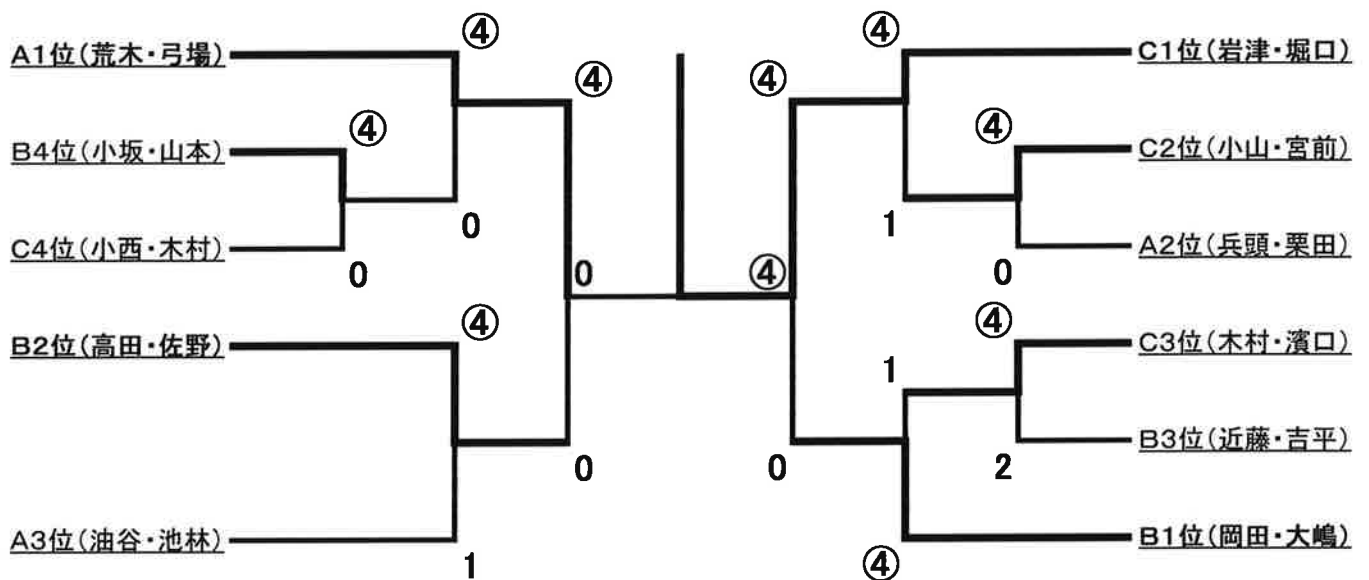 ④
④
A1位(荒木・弓場)
C1位(岩津・堀口)
④
④
④
④
B4位(小坂・山本)
C2位(小山・宮前)
0
1
C4位(小西・木村)
A2位(兵頭・栗田)
0
0
④
0
④
④
B2位(高田・佐野)
C3位(木村・濱口)
1
B3位(近藤・吉平)
0
0
2
A3位(油谷・池林)
B1位(岡田・大嶋)
1
④